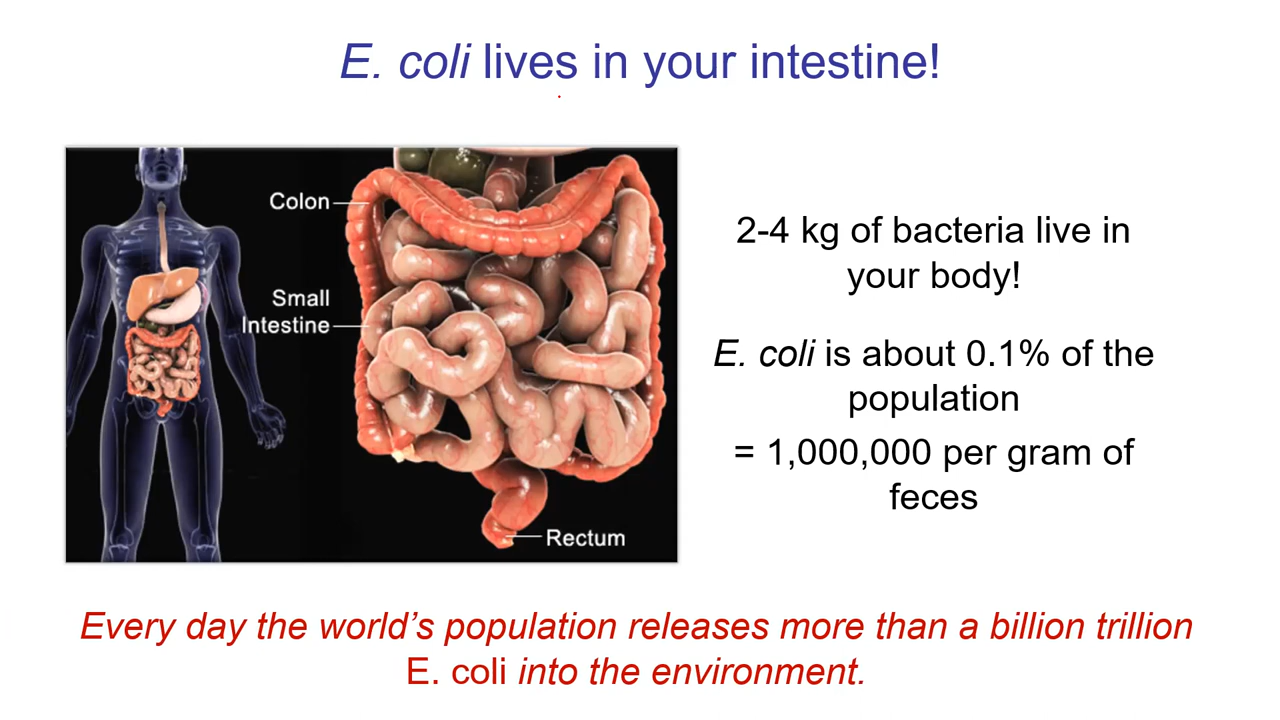 E. coli lives in your intestine!
Colon
Small
Intestine
Rectum
2-4 kg of bacteria live in
your body!
E. coli is about 0.1% of the
population
= 1,000,000 per gram of
feces
Every day the world’s population releases more than a billion trillion
E. coli into the environment.